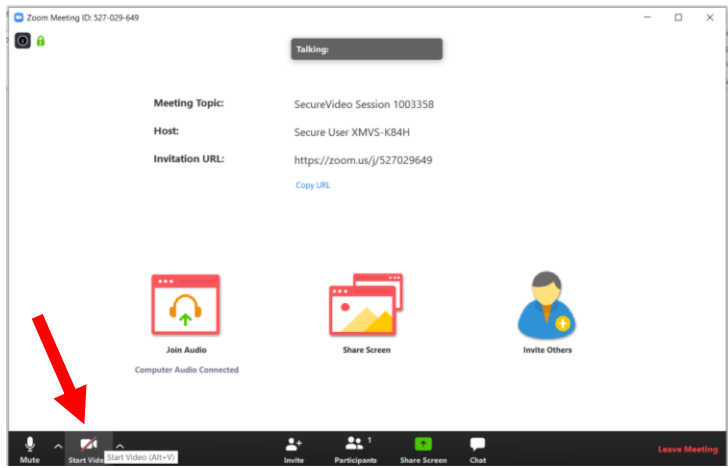 Zoom Meeting ID: 527-029-649
Talking:
Meeting Topic: SecureVideo Session 1003358
Host: Secure User XMVS-K84H
Invitation URL: https://zoom.us/j/527029649
Copy URL
Join Audio Share Screen Invite Others
Computer Audio Connected
1
Mute Start Vide Start Video (Alt+V) Invite Participants Share Screen Chat Leave Meeting